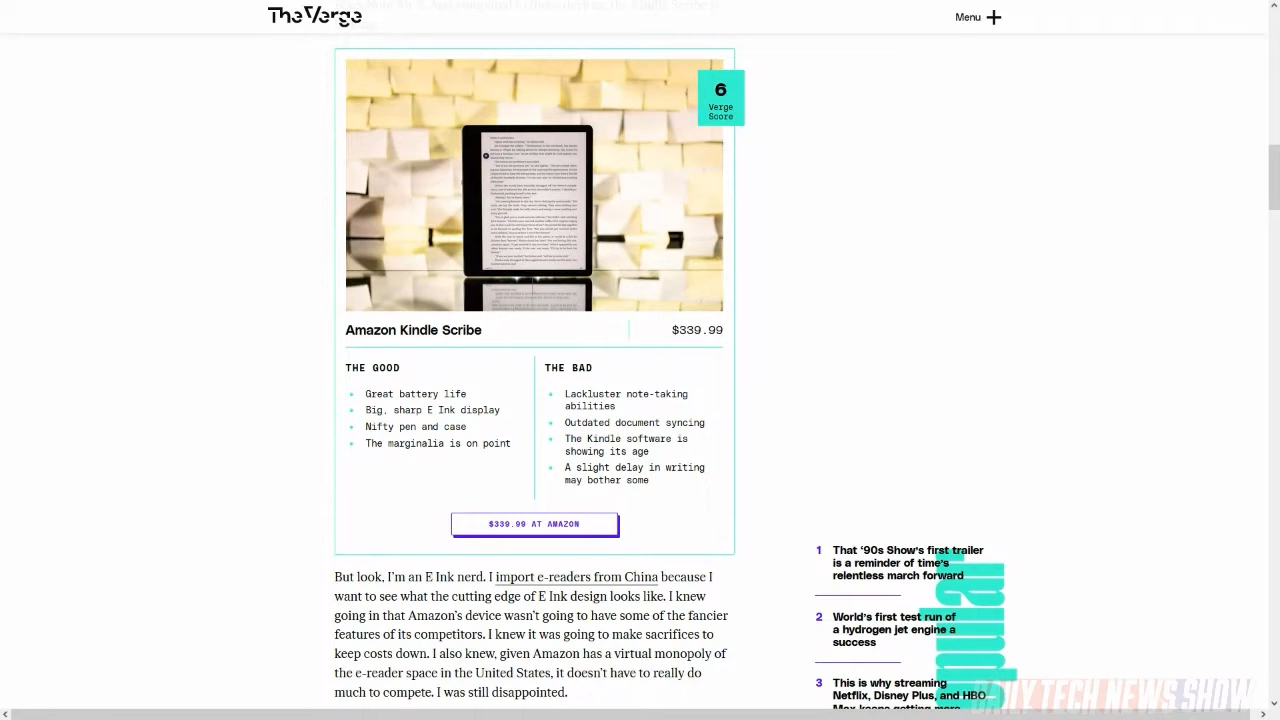 The Verge
Menu
6
Verge
Score
Amazon Kindle Scribe
$339.99
THE GOOD
Great battery life
Big, sharp E Ink display
Nifty pen and case
The marginalia is on point
THE BAD
Lackluster note-taking
abilities
Outdated document syncing
The Kindle software is
showing its age
A slight delay in writing
may bother some
$339.99 AT AMAZON
But look, I'm an E Ink nerd. I import e-readers from China because I
want to see what the cutting edge of E Ink design looks like. I knew
going in that Amazon's device wasn't going to have some of the fancier
features of its competitors. I knew it was going to make sacrifices to
keep costs down. I also knew, given Amazon has a virtual monopoly of
the e-reader space in the United States, it doesn't have to really do
much to compete. I was still disappointed.
1 That '90s Show's first trailer
is a reminder of time's
relentless march forward
2 World's first test run of
a hydrogen jet engine a
success
3 This is why streaming
Netflix, Disney Plus, and HBO
Max keeps getting more
DAILY TECH NEWS SHOW